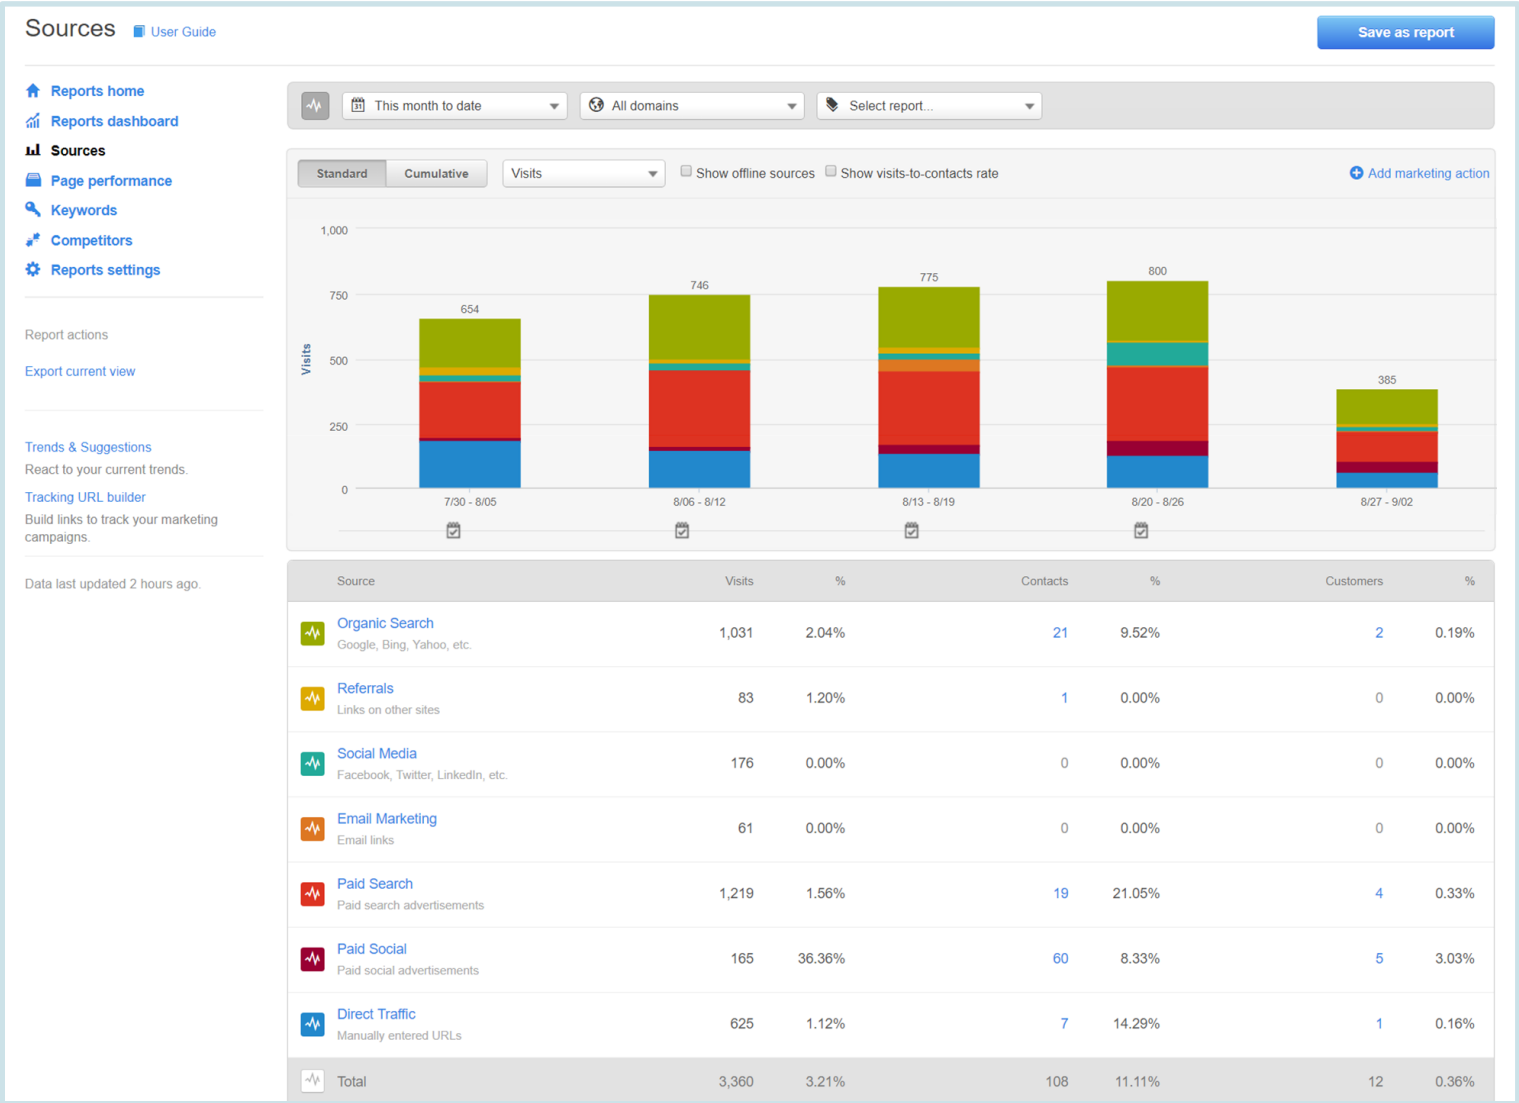 Sources User Guide Save as report
Reports home
Reports dashboard
Sources
Page performance
Keywords
Competitors
Reports settings
Report actions
Export current view
Trends & Suggestions
React to your current trends.
Tracking URL builder
Build links to track your marketing
campaigns.
Data last updated 2 hours ago.
31 This month to date All domains Select report...
Standard Cumulative Visits Show offline sources Show visits-to-contacts rate Add marketing action
1,000
750
500
250
0
Visits
654 746 775 800 385
7/30 - 8/05 8/06 - 8/12 8/13 - 8/19 8/20 - 8/26 8/27 - 9/02
Source Visits % Contacts % Customers %
Organic Search 1,031 2.04% 21 9.52% 2 0.19%
Google, Bing, Yahoo, etc.
Referrals 83 1.20% 1 0.00% 0 0.00%
Links on other sites
Social Media 176 0.00% 0 0.00% 0 0.00%
Facebook, Twitter, LinkedIn, etc.
Email Marketing 61 0.00% 0 0.00% 0 0.00%
Email links
Paid Search 1,219 1.56% 19 21.05% 4 0.33%
Paid search advertisements
Paid Social 165 36.36% 60 8.33% 5 3.03%
Paid social advertisements
Direct Traffic 625 1.12% 7 14.29% 1 0.16%
Manually entered URLs
Total 3,360 3.21% 108 11.11% 12 0.36%